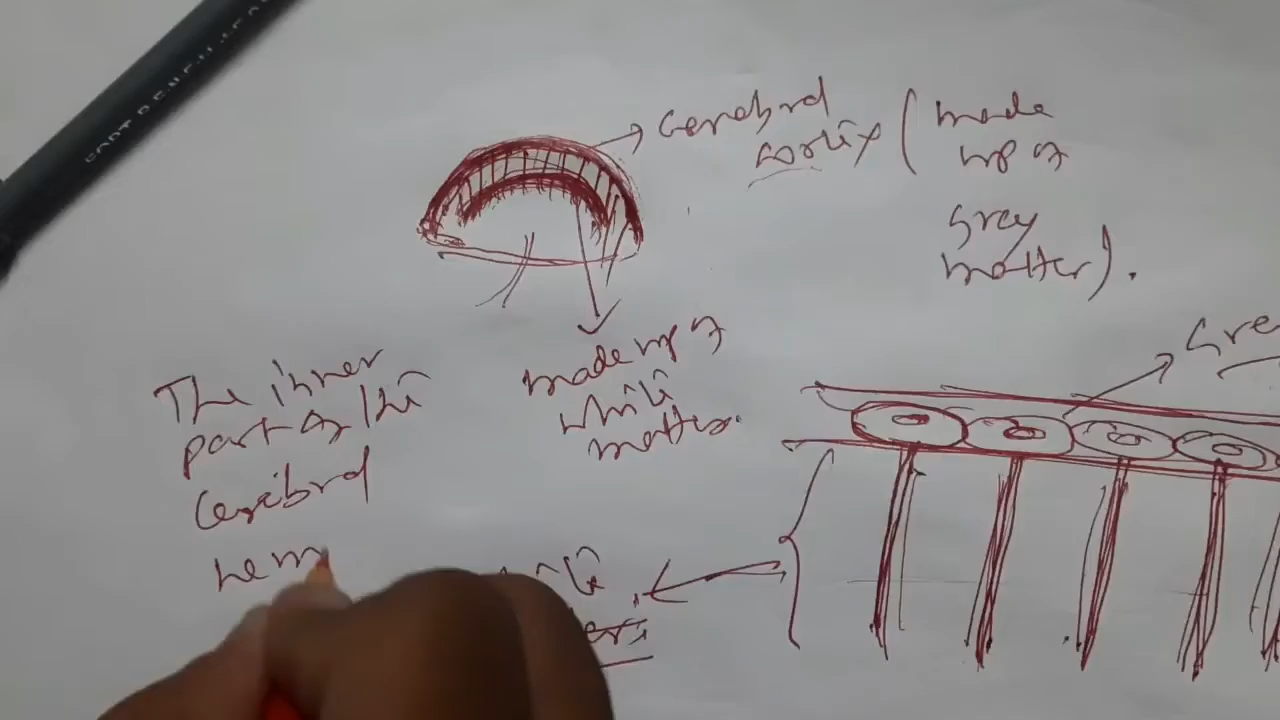 Cerebral
cortex (made
up of
Grey
matter).
made up of
white
matter.
The inner
part of the
Cerebral
hem
Gre